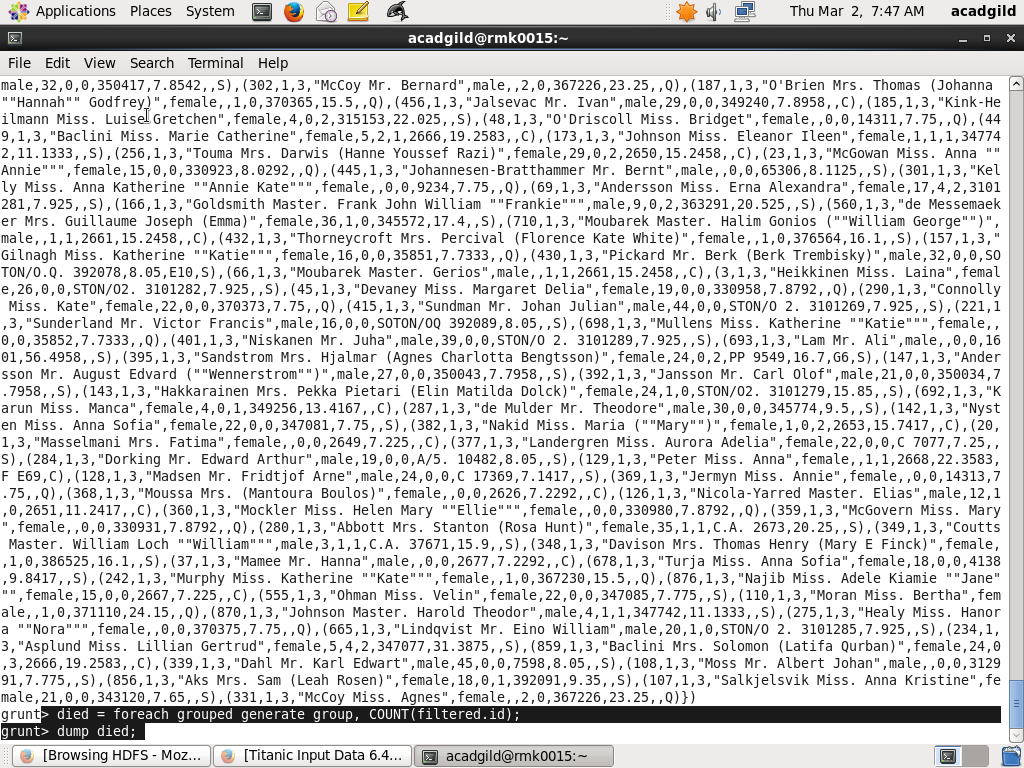 Applications Places System Thu Mar 2, 7:47 AM acadgild
acadgild@rmk0015:~
File Edit View Search Terminal Help
male,32,0,0,350417,7.8542,,S),(302,1,3,"McCoy Mr. Bernard",male,,2,0,367226,23.25,,Q),(187,1,3,"O'Brien Mrs. Thomas (Johanna
""Hannah"" Godfrey)",female,,1,0,370365,15.5,,Q),(456,1,3,"Jalsevac Mr. Ivan",male,29,0,0,349240,7.8958,,C),(185,1,3,"Kink-He
ilmann Miss. Luise Gretchen",female,4,0,2,315153,22.025,,S),(48,1,3,"O'Driscoll Miss. Bridget",female,,0,0,14311,7.75,,Q),(44
9,1,3,"Baclini Miss. Marie Catherine",female,5,2,1,2666,19.2583,,C),(173,1,3,"Johnson Miss. Eleanor Ileen",female,1,1,1,34774
2,11.1333,,S),(256,1,3,"Touma Mrs. Darwis (Hanne Youssef Razi)",female,29,0,2,2650,15.2458,,C),(23,1,3,"McGowan Miss. Anna ""
Annie""",female,15,0,0,330923,8.0292,,Q),(445,1,3,"Johannesen-Bratthammer Mr. Bernt",male,,0,0,65306,8.1125,,S),(301,1,3,"Kel
ly Miss. Anna Katherine ""Annie Kate""",female,,0,0,9234,7.75,,Q),(69,1,3,"Andersson Miss. Erna Alexandra",female,17,4,2,3101
281,7.925,,S),(166,1,3,"Goldsmith Master. Frank John William ""Frankie""",male,9,0,2,363291,20.525,,S),(560,1,3,"de Messemaek
er Mrs. Guillaume Joseph (Emma)",female,36,1,0,345572,17.4,,S),(710,1,3,"Moubarek Master. Halim Gonios (""William George"")",
male,,1,1,2661,15.2458,,C),(432,1,3,"Thorneycroft Mrs. Percival (Florence Kate White)",female,,1,0,376564,16.1,,S),(157,1,3,"
Gilnagh Miss. Katherine ""Katie""",female,16,0,0,35851,7.7333,,Q),(430,1,3,"Pickard Mr. Berk (Berk Trembisky)",male,32,0,0,SO
TON/O.Q. 392078,8.05,E10,S),(66,1,3,"Moubarek Master. Gerios",male,,1,1,2661,15.2458,,C),(3,1,3,"Heikkinen Miss. Laina",femal
e,26,0,0,STON/O2. 3101282,7.925,,S),(45,1,3,"Devaney Miss. Margaret Delia",female,19,0,0,330958,7.8792,,Q),(290,1,3,"Connolly
Miss. Kate",female,22,0,0,370373,7.75,,Q),(415,1,3,"Sundman Mr. Johan Julian",male,44,0,0,STON/O 2. 3101269,7.925,,S),(221,1
,3,"Sunderland Mr. Victor Francis",male,16,0,0,SOTON/OQ 392089,8.05,,S),(698,1,3,"Mullens Miss. Katherine ""Katie""",female,,
0,0,35852,7.7333,,Q),(401,1,3,"Niskanen Mr. Juha",male,39,0,0,STON/O 2. 3101289,7.925,,S),(693,1,3,"Lam Mr. Ali",male,,0,0,16
01,56.4958,,S),(395,1,3,"Sandstrom Mrs. Hjalmar (Agnes Charlotta Bengtsson)",female,24,0,2,PP 9549,16.7,G6,S),(147,1,3,"Ander
sson Mr. August Edvard (""Wennerstrom"")",male,27,0,0,350043,7.7958,,S),(392,1,3,"Jansson Mr. Carl Olof",male,21,0,0,350034,7
.7958,,S),(143,1,3,"Hakkarainen Mrs. Pekka Pietari (Elin Matilda Dolck)",female,24,1,0,STON/O2. 3101279,15.85,,S),(692,1,3,"K
arun Miss. Manca",female,4,0,1,349256,13.4167,,C),(287,1,3,"de Mulder Mr. Theodore",male,30,0,0,345774,9.5,,S),(142,1,3,"Nyst
en Miss. Anna Sofia",female,22,0,0,347081,7.75,,S),(382,1,3,"Nakid Miss. Maria (""Mary"")",female,1,0,2,2653,15.7417,,C),(20,
1,3,"Masselmani Mrs. Fatima",female,,0,0,2649,7.225,,C),(377,1,3,"Landergren Miss. Aurora Adelia",female,22,0,0,C 7077,7.25,,
S),(284,1,3,"Dorking Mr. Edward Arthur",male,19,0,0,A/5. 10482,8.05,,S),(129,1,3,"Peter Miss. Anna",female,,1,1,2668,22.3583,
F E69,C),(128,1,3,"Madsen Mr. Fridtjof Arne",male,24,0,0,C 17369,7.1417,,S),(369,1,3,"Jermyn Miss. Annie",female,,0,0,14313,7
.75,,Q),(368,1,3,"Moussa Mrs. (Mantoura Boulos)",female,,0,0,2626,7.2292,,C),(126,1,3,"Nicola-Yarred Master. Elias",male,12,1
,0,2651,11.2417,,C),(360,1,3,"Mockler Miss. Helen Mary ""Ellie""",female,,0,0,330980,7.8792,,Q),(359,1,3,"McGovern Miss. Mary
",female,,0,0,330931,7.8792,,Q),(280,1,3,"Abbott Mrs. Stanton (Rosa Hunt)",female,35,1,1,C.A. 2673,20.25,,S),(349,1,3,"Coutts
Master. William Loch ""William""",male,3,1,1,C.A. 37671,15.9,,S),(348,1,3,"Davison Mrs. Thomas Henry (Mary E Finck)",female,
,1,0,386525,16.1,,S),(37,1,3,"Mamee Mr. Hanna",male,,0,0,2677,7.2292,,C),(678,1,3,"Turja Miss. Anna Sofia",female,18,0,0,4138
,9.8417,,S),(242,1,3,"Murphy Miss. Katherine ""Kate""",female,,1,0,367230,15.5,,Q),(876,1,3,"Najib Miss. Adele Kiamie ""Jane"
"",female,15,0,0,2667,7.225,,C),(555,1,3,"Ohman Miss. Velin",female,22,0,0,347085,7.775,,S),(110,1,3,"Moran Miss. Bertha",fem
ale,,1,0,371110,24.15,,Q),(870,1,3,"Johnson Master. Harold Theodor",male,4,1,1,347742,11.1333,,S),(275,1,3,"Healy Miss. Hanor
a ""Nora""",female,,0,0,370375,7.75,,Q),(665,1,3,"Lindqvist Mr. Eino William",male,20,1,0,STON/O 2. 3101285,7.925,,S),(234,1,
3,"Asplund Miss. Lillian Gertrud",female,5,4,2,347077,31.3875,,S),(859,1,3,"Baclini Mrs. Solomon (Latifa Qurban)",female,24,0
,3,2666,19.2583,,C),(339,1,3,"Dahl Mr. Karl Edwart",male,45,0,0,7598,8.05,,S),(108,1,3,"Moss Mr. Albert Johan",male,,0,0,3129
91,7.775,,S),(856,1,3,"Aks Mrs. Sam (Leah Rosen)",female,18,0,1,392091,9.35,,S),(107,1,3,"Salkjelsvik Miss. Anna Kristine",fe
male,21,0,0,343120,7.65,,S),(331,1,3,"McCoy Miss. Agnes",female,,2,0,367226,23.25,,Q)})
grunt> died = foreach grouped generate group, COUNT(filtered.id);
grunt> dump died;
[Browsing HDFS - Moz... [Titanic Input Data 6.4... acadgild@rmk0015:~